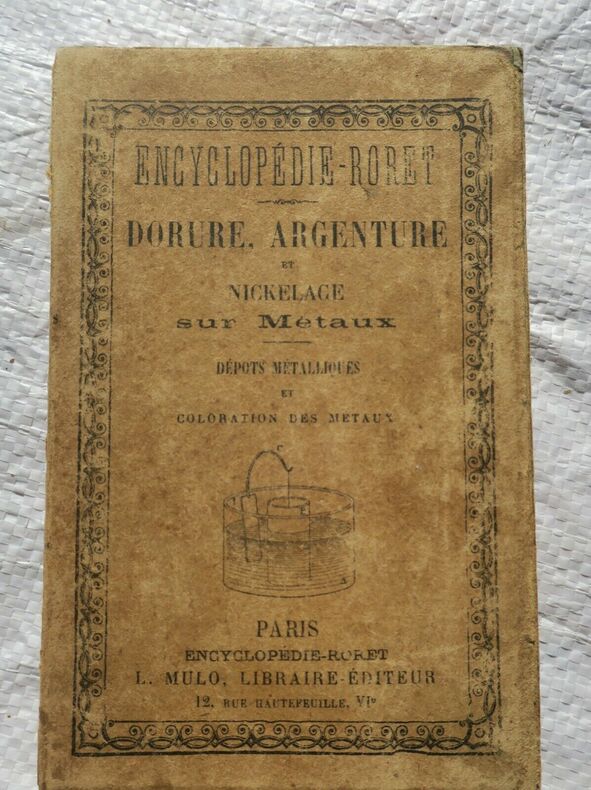 ENCYCLOPÉDIE-RORET
DORURE, ARGENTURE
ET
NICKELAGE
sur Métaux
DÉPOTS MÉTALLIQUES
ET
COLORATION DES METAUX
C
A
PARIS
ENCYCLOPÉDIE-RORET
L. MULO, LIBRAIRE-ÉDITEUR
12, RUE HAUTEFEUILLE, VIe